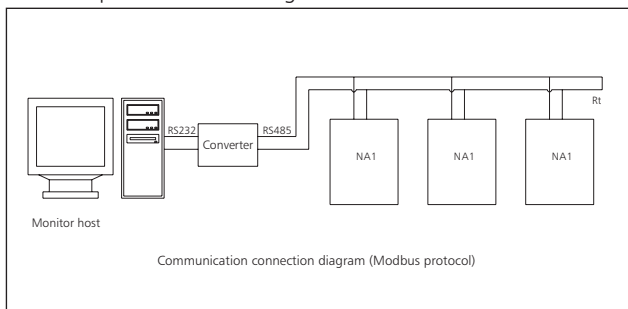 RS232
RS485
Converter
Rt
NA1
NA1
NA1
Monitor host
Communication connection diagram (Modbus protocol)